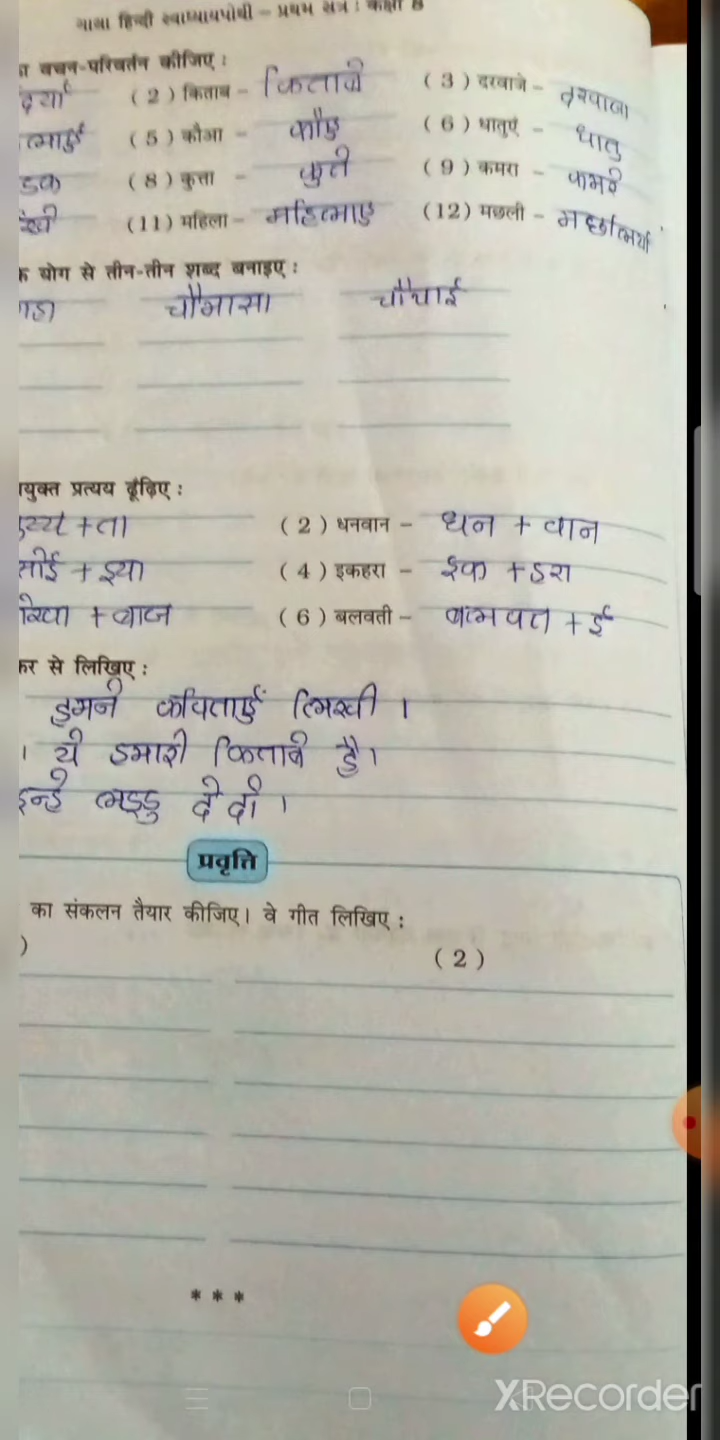 गाला हिन्दी स्वाध्यायपोथी – प्रथम सत्र : कक्षा 8
वचन-परिवर्तन कीजिए :
(2) किताब – किताबे (3) दरवाजे – दरवाजा
(5) कौआ – कौए (6) धातुएं – धातु
(8) कुत्ता – कुत्ते (9) कमरा – कमरे
(11) महिला – महिलाए (12) मछली – मछलियाँ
के योग से तीन-तीन शब्द बनाइए :
चौमासा चौपाई
प्रत्यय ढूँढ़िए :
+ ता (2) धनवान – धन + वान
+ इया (4) इकहरा – इक + हरा
+ बाज (6) बलवती – बलवत + ई
कर से लिखिए :
हमने कविताएँ लिखी ।
। ये हमारी किताबे है।
इन्हे लड्डु दे दो ।
प्रवृत्ति
का संकलन तैयार कीजिए। वे गीत लिखिए :
) (2)
* * *
XRecorder